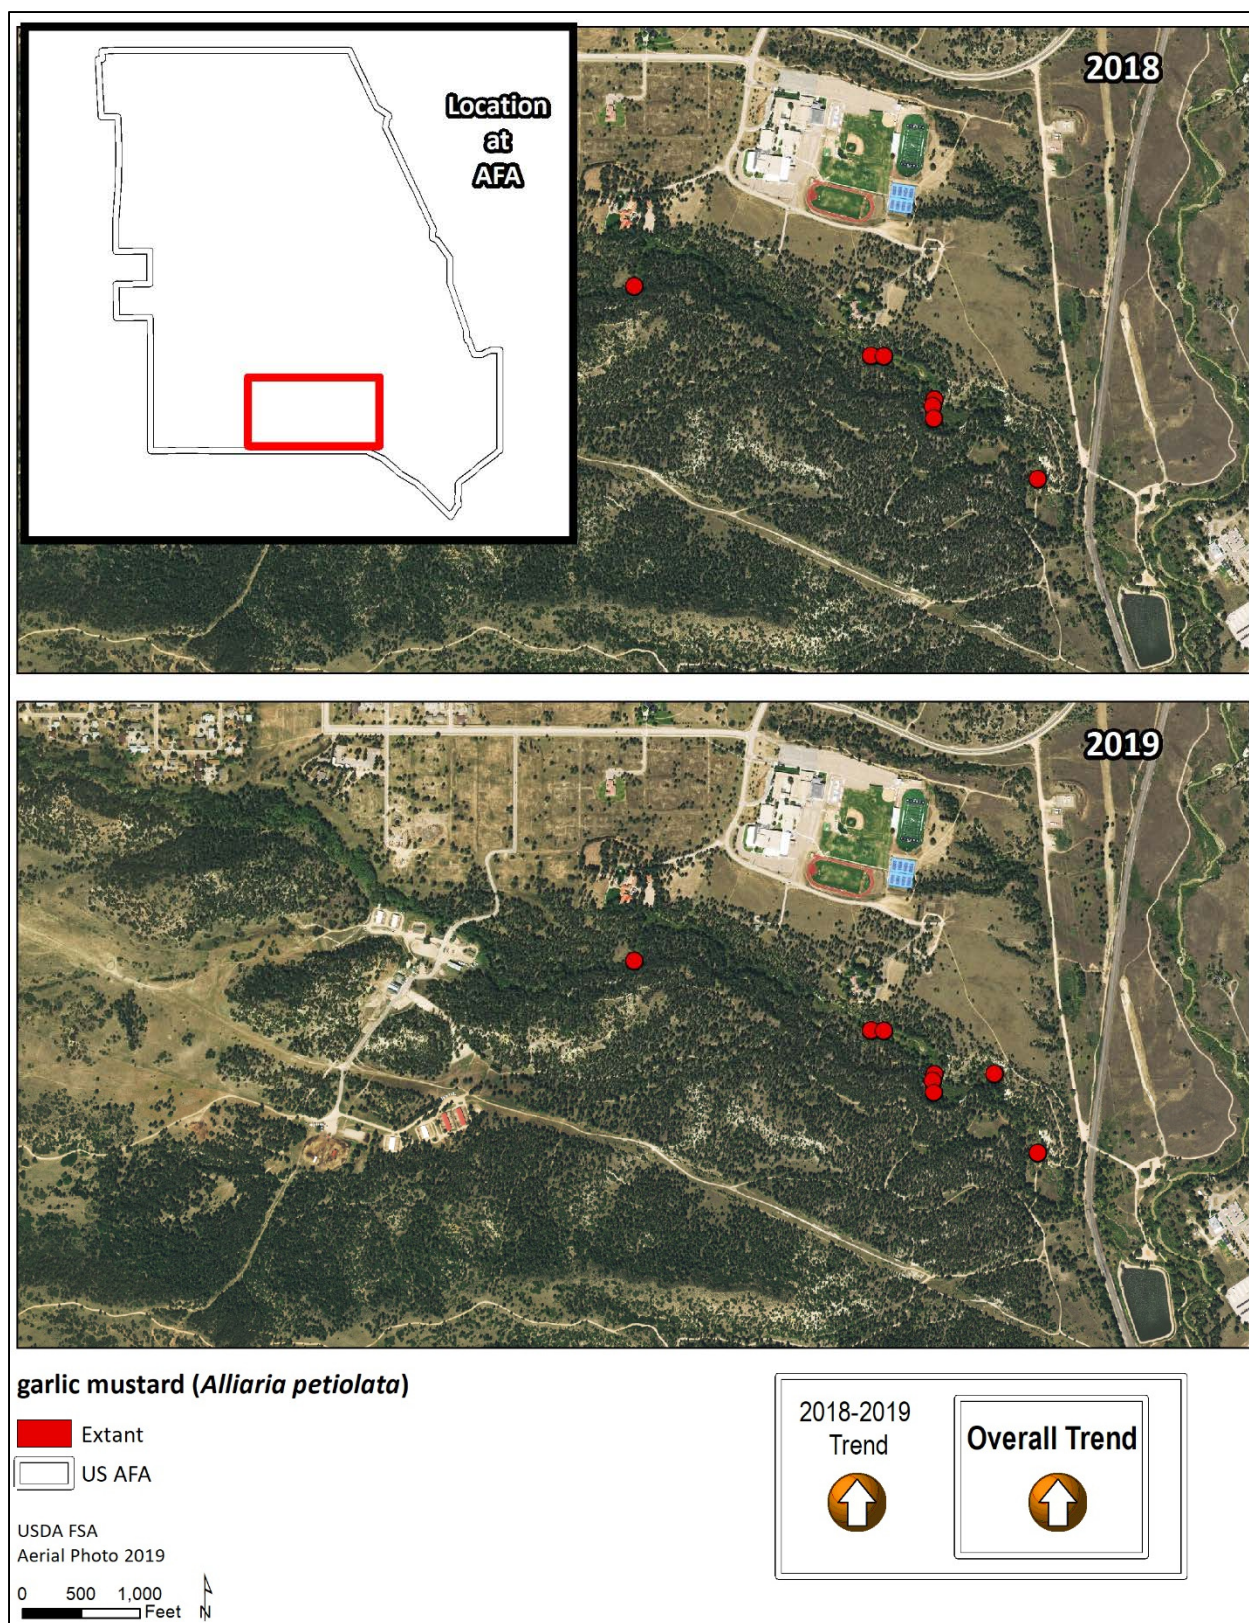 Location
at
AFA
2018
2019
garlic mustard (Alliaria petiolata)
Extant
US AFA
USDA FSA
Aerial Photo 2019
0 500 1,000
Feet N
2018-2019
Trend
Overall Trend